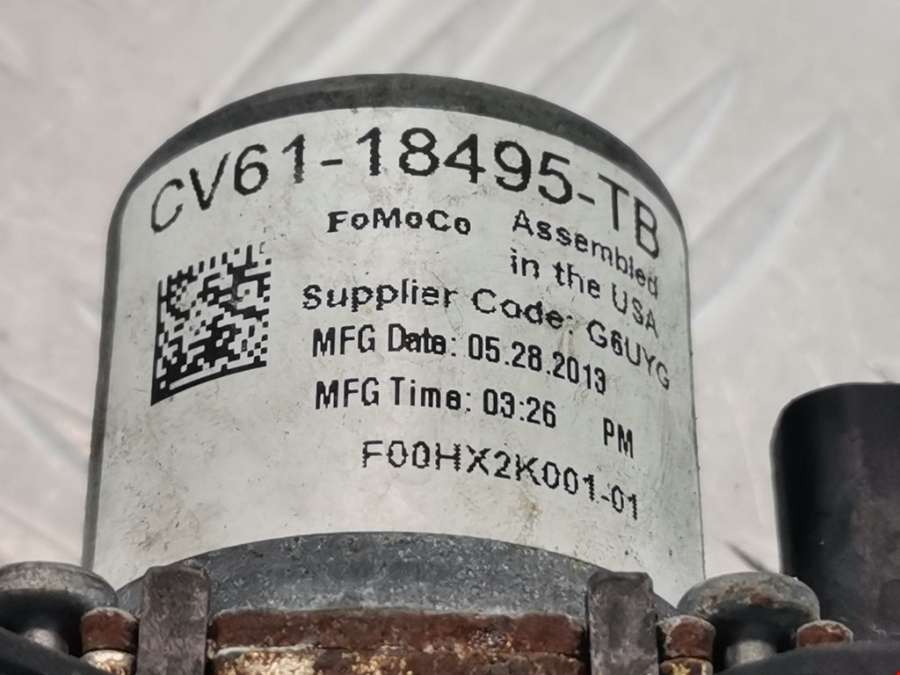 CV61-18495-TB
FoMoCo Assembled
in the USA
Supplier Code: G6UYG
MFG Date: 05.28.2013
MFG Time: 03:26 PM
F00HX2K001-01